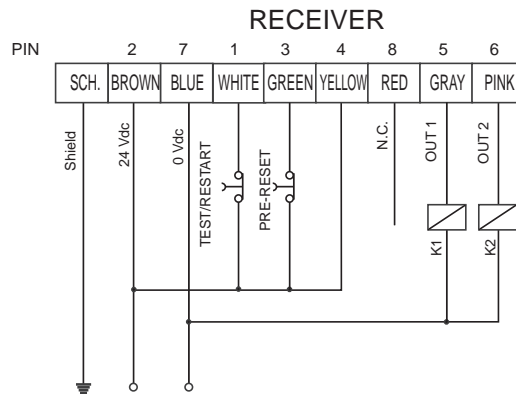 RECEIVER
PIN 2 7 1 3 4 8 5 6
SCH. BROWN BLUE WHITE GREEN YELLOW RED GRAY PINK
Shield
24 Vdc
0 Vdc
TEST/RESTART
PRE-RESET
N.C.
OUT 1
OUT 2
K1
K2